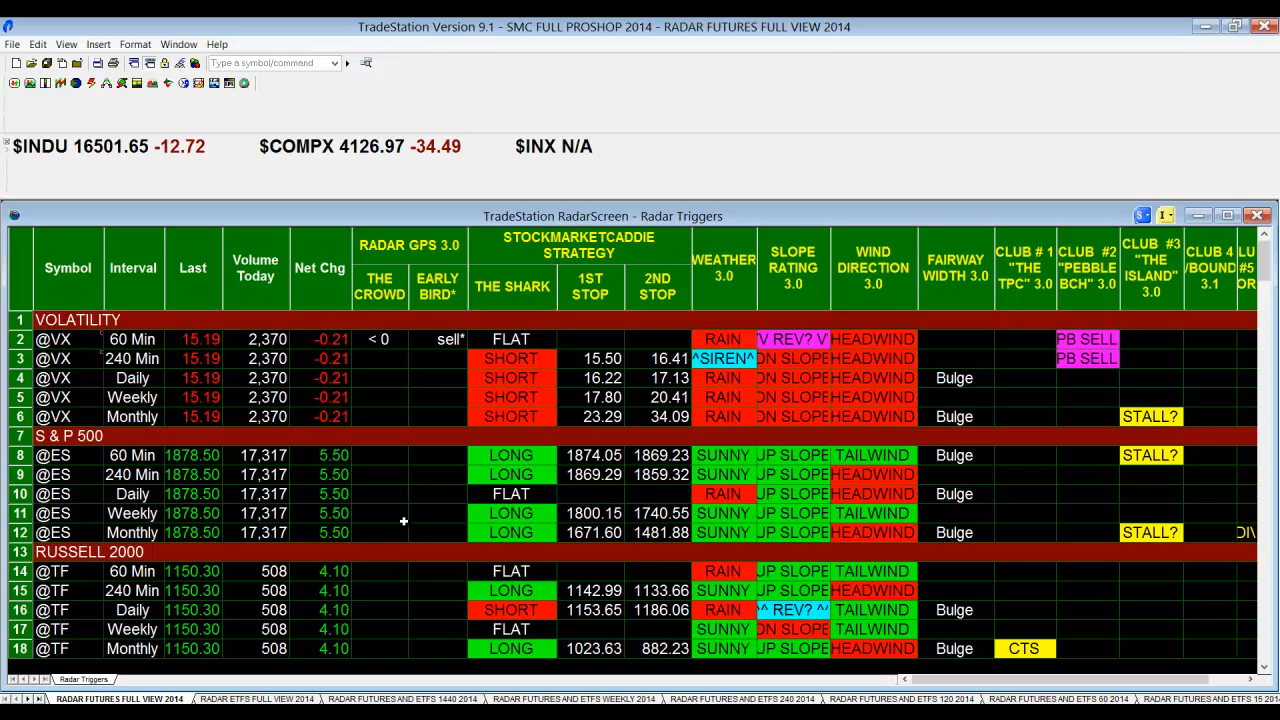 TradeStation Version 9.1 - SMC FULL PROSHOP 2014 - RADAR FUTURES FULL VIEW 2014
File Edit View Insert Format Window Help
Type a symbol/command
$INDU 16501.65 -12.72 $COMPX 4126.97 -34.49 $INX N/A
TradeStation RadarScreen - Radar Triggers
Symbol Interval Last Volume Today Net Chg RADAR GPS 3.0 THE CROWD EARLY BIRD* STOCKMARKETCADDIE STRATEGY THE SHARK 1ST STOP 2ND STOP WEATHER 3.0 SLOPE RATING 3.0 WIND DIRECTION 3.0 FAIRWAY WIDTH 3.0 CLUB # 1 "THE TPC" 3.0 CLUB #2 "PEBBLE BCH" 3.0 CLUB #3 "THE ISLAND" 3.0 CLUB 4 /BOUND 3.1 LU #5 OR
1 VOLATILITY
2 @VX 60 Min 15.19 2,370 -0.21 < 0 sell* FLAT RAIN V REV? V HEADWIND PB SELL
3 @VX 240 Min 15.19 2,370 -0.21 SHORT 15.50 16.41 ^SIREN^ ON SLOPE HEADWIND PB SELL
4 @VX Daily 15.19 2,370 -0.21 SHORT 16.22 17.13 RAIN ON SLOPE HEADWIND Bulge
5 @VX Weekly 15.19 2,370 -0.21 SHORT 17.80 20.41 RAIN ON SLOPE HEADWIND
6 @VX Monthly 15.19 2,370 -0.21 SHORT 23.29 34.09 RAIN ON SLOPE HEADWIND Bulge STALL?
7 S & P 500
8 @ES 60 Min 1878.50 17,317 5.50 LONG 1874.05 1869.23 SUNNY UP SLOPE TAILWIND Bulge STALL?
9 @ES 240 Min 1878.50 17,317 5.50 LONG 1869.29 1859.32 SUNNY UP SLOPE HEADWIND
10 @ES Daily 1878.50 17,317 5.50 FLAT RAIN UP SLOPE HEADWIND Bulge
11 @ES Weekly 1878.50 17,317 5.50 LONG 1800.15 1740.55 SUNNY UP SLOPE TAILWIND
12 @ES Monthly 1878.50 17,317 5.50 LONG 1671.60 1481.88 SUNNY UP SLOPE HEADWIND Bulge STALL? DIV
13 RUSSELL 2000
14 @TF 60 Min 1150.30 508 4.10 FLAT RAIN UP SLOPE TAILWIND Bulge
15 @TF 240 Min 1150.30 508 4.10 LONG 1142.99 1133.66 SUNNY UP SLOPE HEADWIND
16 @TF Daily 1150.30 508 4.10 SHORT 1153.65 1186.06 RAIN ^^ REV? ^^ TAILWIND Bulge
17 @TF Weekly 1150.30 508 4.10 FLAT SUNNY ON SLOPE TAILWIND
18 @TF Monthly 1150.30 508 4.10 LONG 1023.63 882.23 SUNNY UP SLOPE HEADWIND Bulge CTS
Radar Triggers
RADAR FUTURES FULL VIEW 2014 RADAR ETFS FULL VIEW 2014 RADAR FUTURES AND ETFS 1440 2014 RADAR FUTURES AND ETFS WEEKLY 2014 RADAR FUTURES AND ETFS 240 2014 RADAR FUTURES AND ETFS 120 2014 RADAR FUTURES AND ETFS 60 2014 RADAR FUTURES AND ETFS 15 201